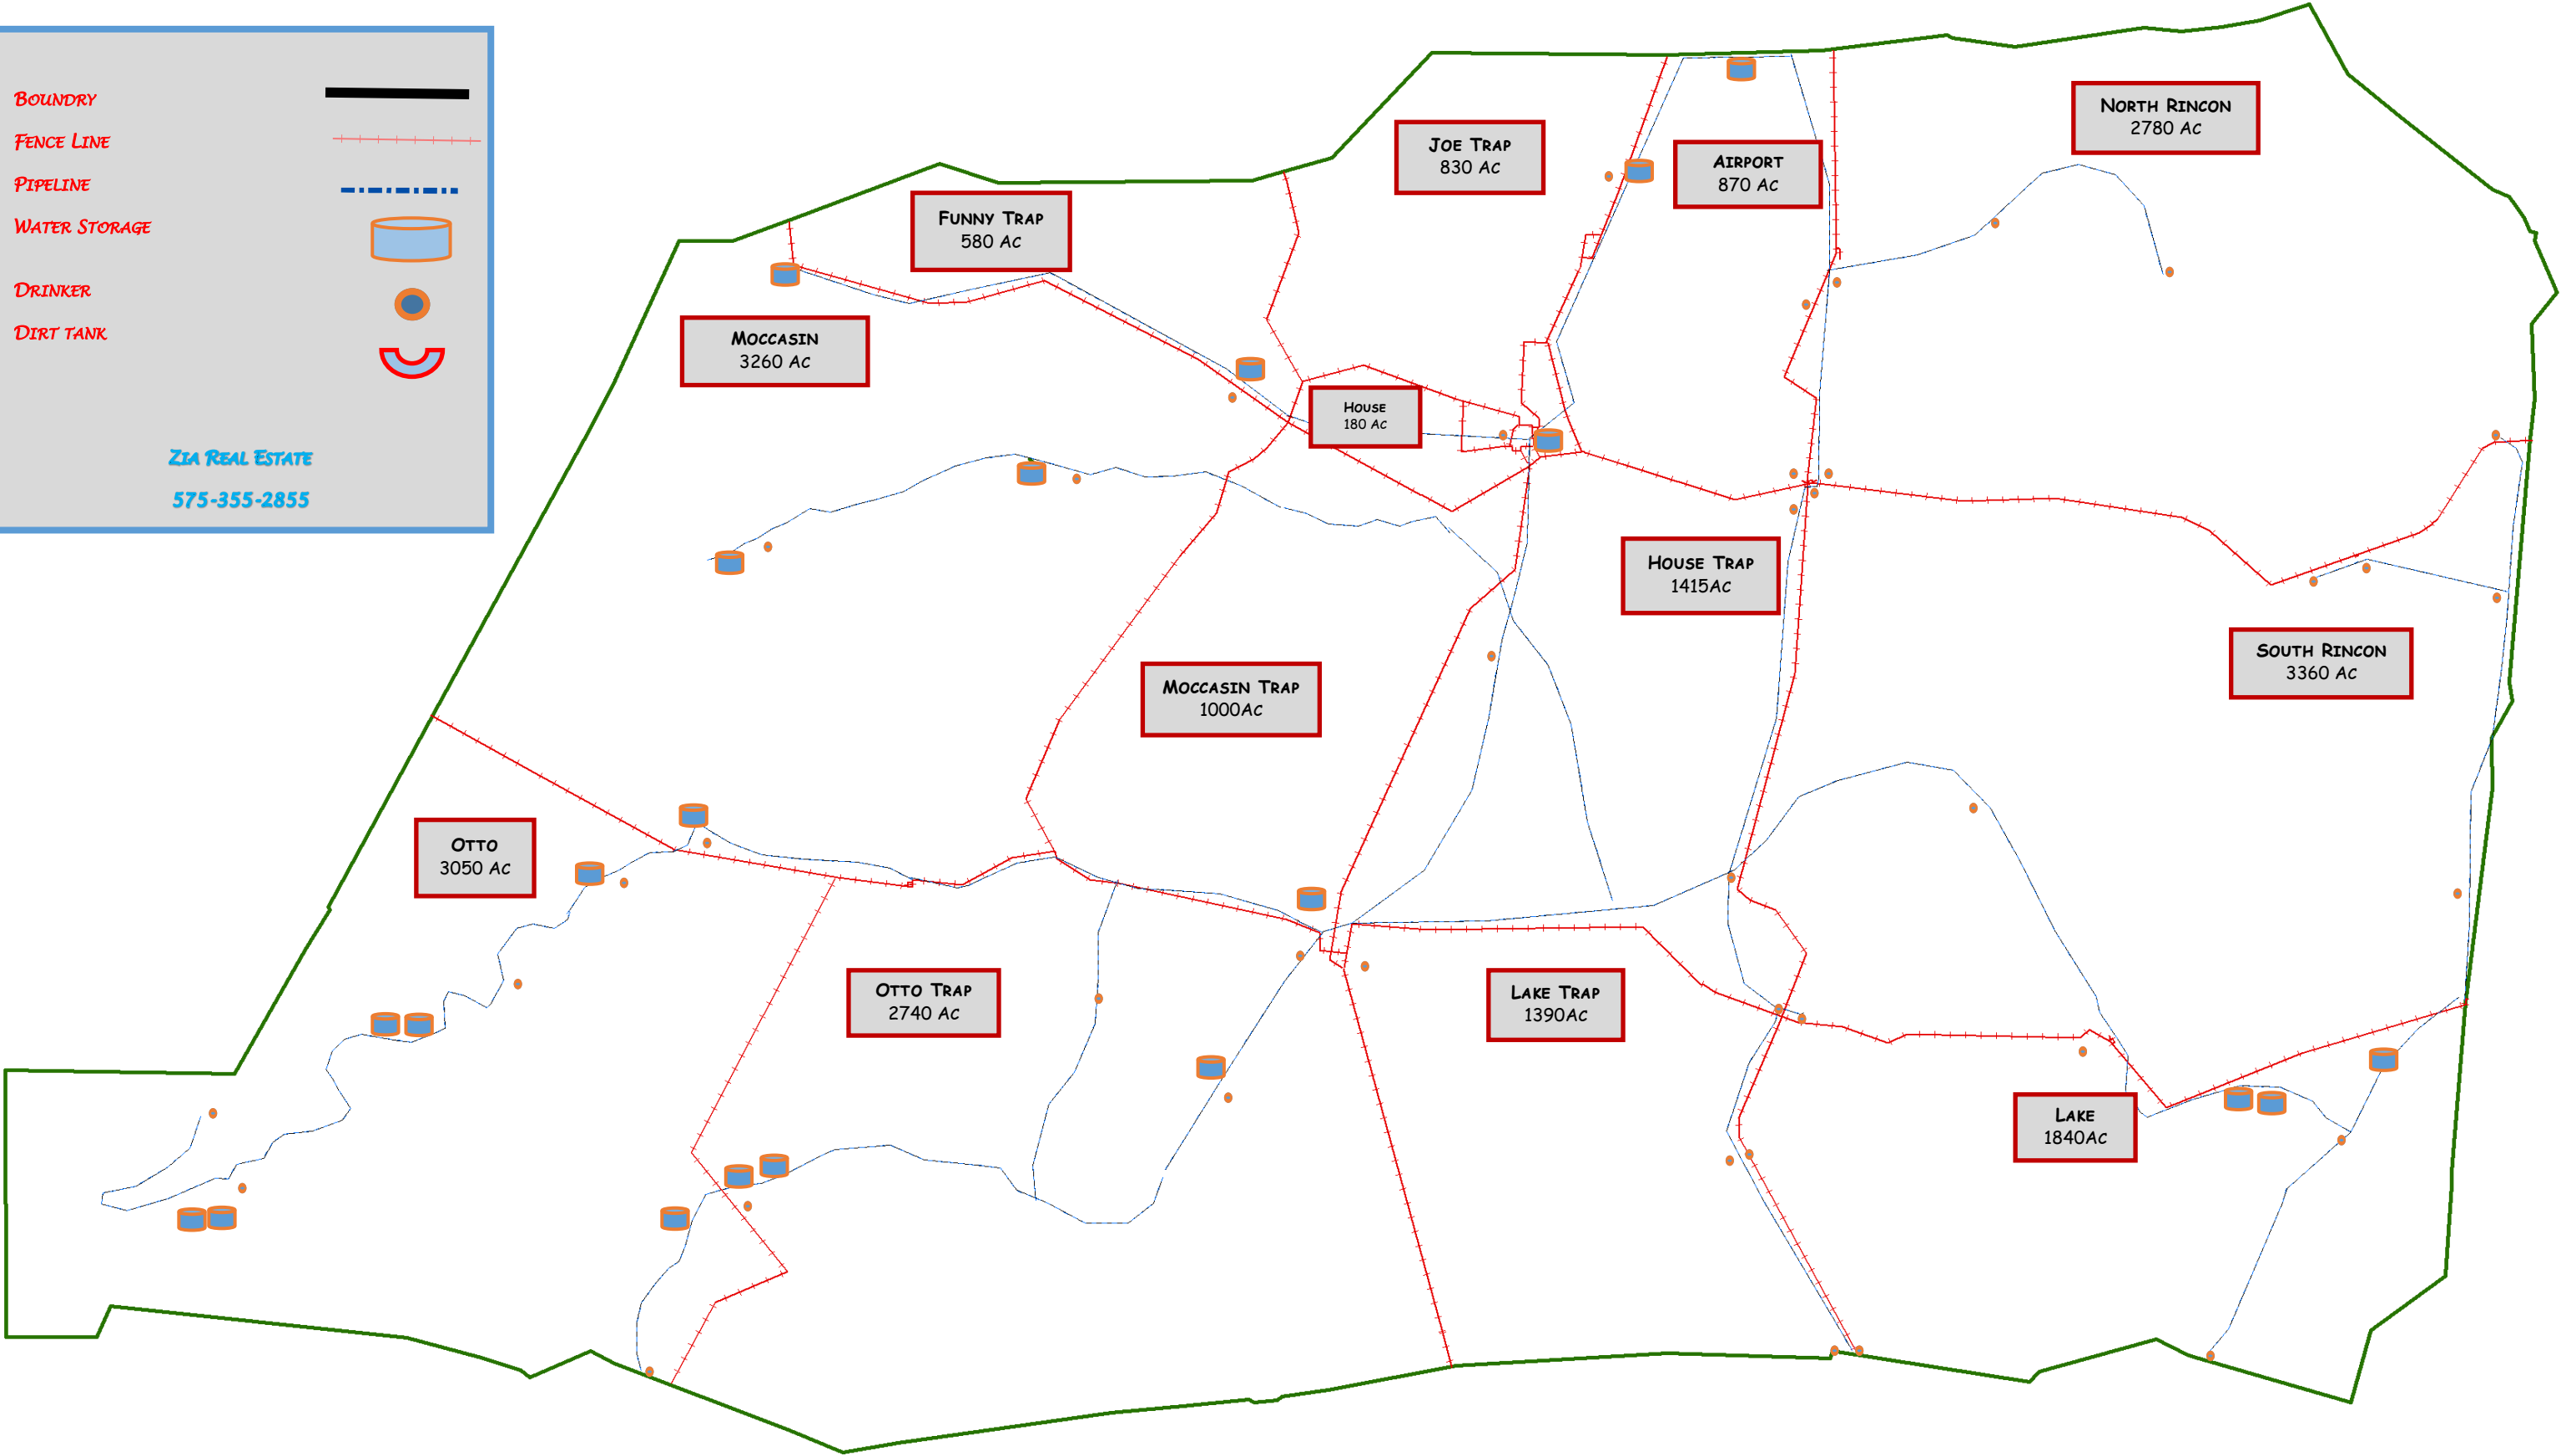 Boundry
Fence Line
Pipeline
Water Storage
Drinker
Dirt tank
Zia Real Estate
575-355-2855
North Rincon
2780 Ac
Joe Trap
830 Ac
Airport
870 Ac
Funny Trap
580 Ac
Moccasin
3260 Ac
House
180 Ac
House Trap
1415Ac
South Rincon
3360 Ac
Moccasin Trap
1000Ac
Otto
3050 Ac
Otto Trap
2740 Ac
Lake Trap
1390Ac
Lake
1840Ac